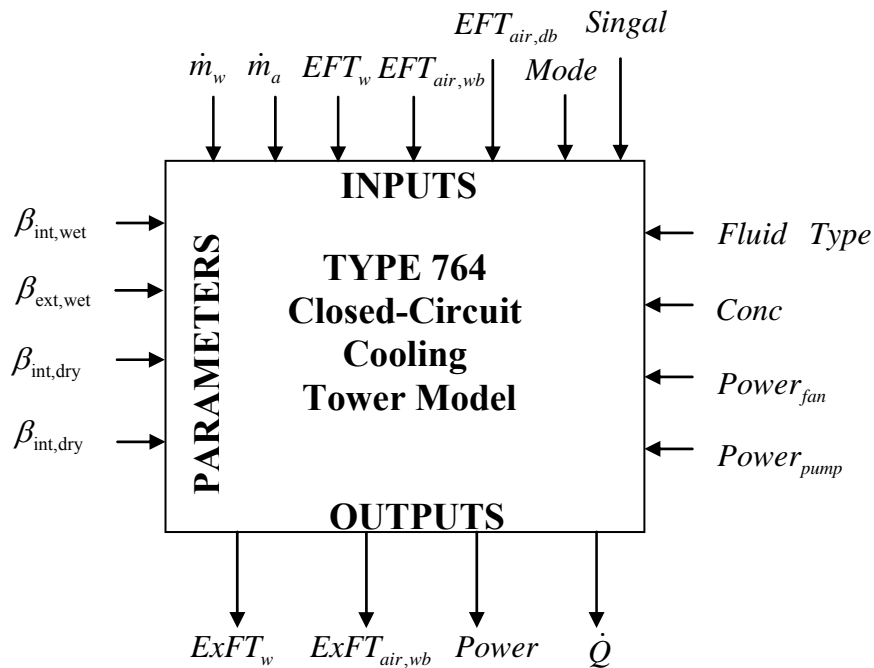 EFT_air,db Singal
ṁ_w ṁ_a EFT_w EFT_air,wb Mode
INPUTS
β_int,wet
β_ext,wet
β_int,dry
β_int,dry
PARAMETERS
TYPE 764
Closed-Circuit
Cooling
Tower Model
Fluid Type
Conc
Power_fan
Power_pump
OUTPUTS
ExFT_w ExFT_air,wb Power Q̇